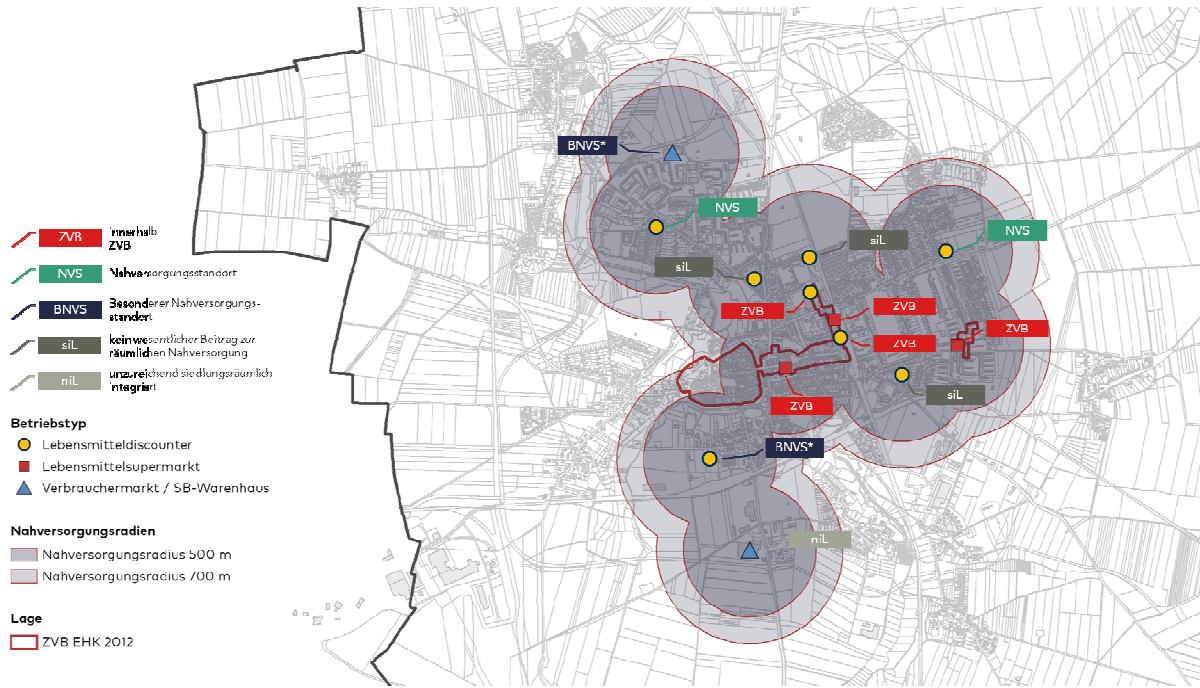 ZVB
innerhalb
ZVB
NVS
Nahversorgungsstandort
BNVS
Besonderer Nahversorgungs-
standort
siL
kein wesentlicher Beitrag zur
räumlichen Nahversorgung
niL
unzureichend siedlungsräumlich
integriert
Betriebstyp
Lebensmitteldiscounter
Lebensmittelsupermarkt
Verbrauchermarkt / SB-Warenhaus
Nahversorgungsradien
Nahversorgungsradius 500 m
Nahversorgungsradius 700 m
Lage
ZVB EHK 2012
BNVS*
NVS
NVS
siL
siL
ZVB
ZVB
ZVB
ZVB
siL
ZVB
BNVS*
niL